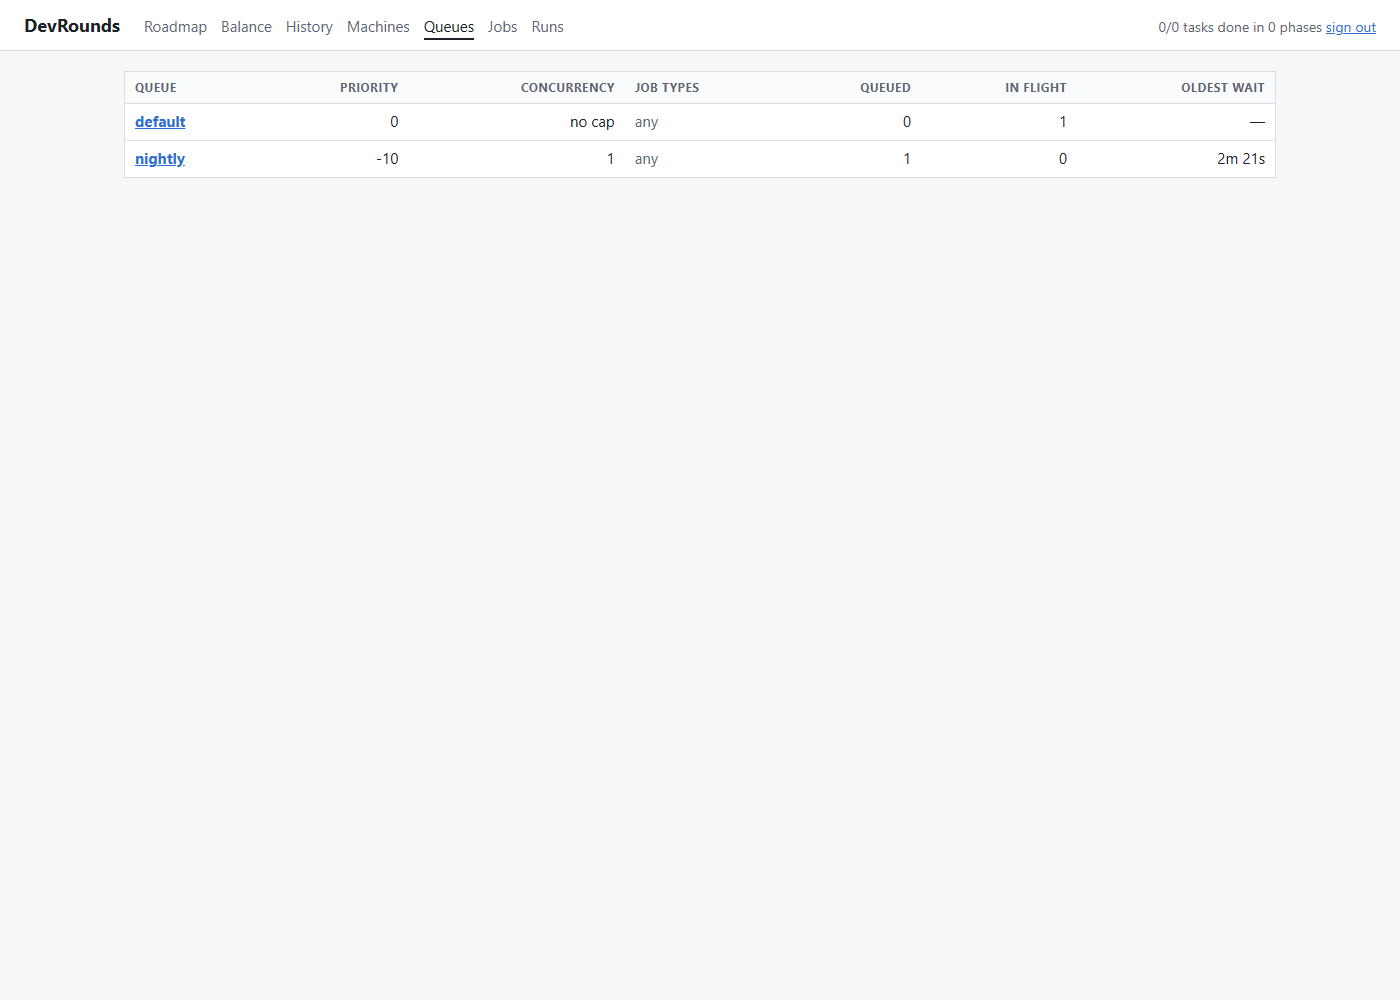 DevRounds Roadmap Balance History Machines Queues Jobs Runs 0/0 tasks done in 0 phases sign out
QUEUE PRIORITY CONCURRENCY JOB TYPES QUEUED IN FLIGHT OLDEST WAIT
default 0 no cap any 0 1 —
nightly -10 1 any 1 0 2m 21s